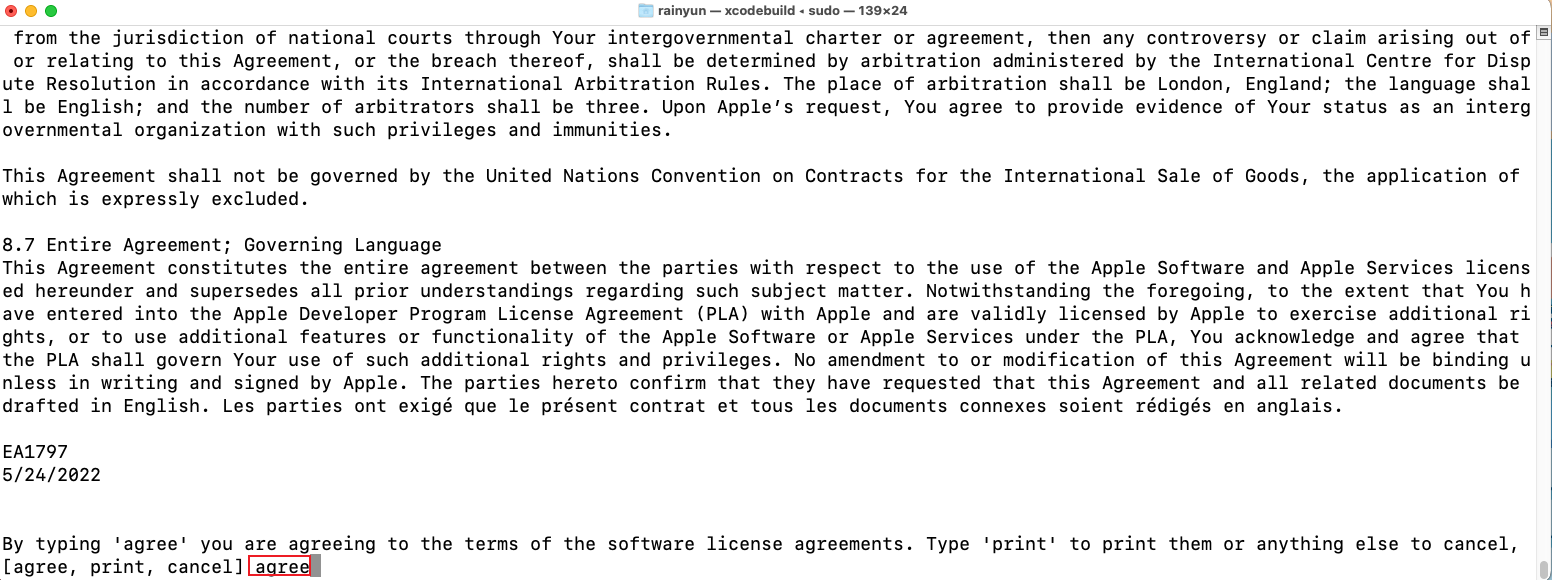 rainyun — xcodebuild ◂ sudo — 139×24
from the jurisdiction of national courts through Your intergovernmental charter or agreement, then any controversy or claim arising out of
or relating to this Agreement, or the breach thereof, shall be determined by arbitration administered by the International Centre for Disp
ute Resolution in accordance with its International Arbitration Rules. The place of arbitration shall be London, England; the language shal
l be English; and the number of arbitrators shall be three. Upon Apple’s request, You agree to provide evidence of Your status as an interg
overnmental organization with such privileges and immunities.
This Agreement shall not be governed by the United Nations Convention on Contracts for the International Sale of Goods, the application of
which is expressly excluded.
8.7 Entire Agreement; Governing Language
This Agreement constitutes the entire agreement between the parties with respect to the use of the Apple Software and Apple Services licens
ed hereunder and supersedes all prior understandings regarding such subject matter. Notwithstanding the foregoing, to the extent that You h
ave entered into the Apple Developer Program License Agreement (PLA) with Apple and are validly licensed by Apple to exercise additional ri
ghts, or to use additional features or functionality of the Apple Software or Apple Services under the PLA, You acknowledge and agree that
the PLA shall govern Your use of such additional rights and privileges. No amendment to or modification of this Agreement will be binding u
nless in writing and signed by Apple. The parties hereto confirm that they have requested that this Agreement and all related documents be
drafted in English. Les parties ont exigé que le présent contrat et tous les documents connexes soient rédigés en anglais.
EA1797
5/24/2022
By typing 'agree' you are agreeing to the terms of the software license agreements. Type 'print' to print them or anything else to cancel,
[agree, print, cancel] agree